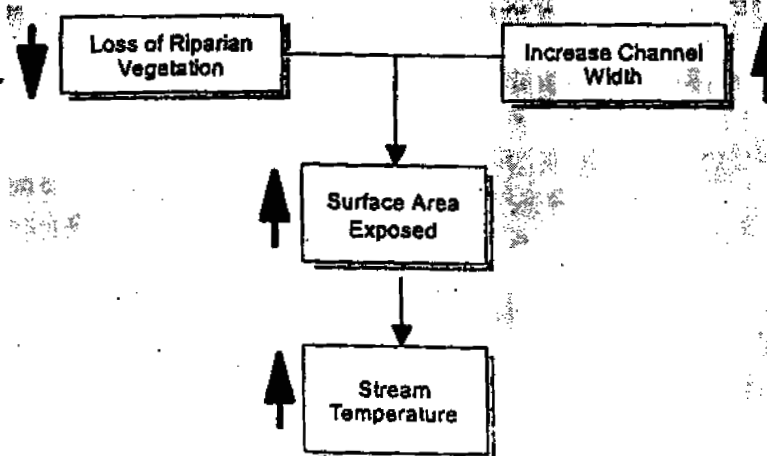 Loss of Riparian
Vegetation
Increase Channel
Width
Surface Area
Exposed
Stream
Temperature